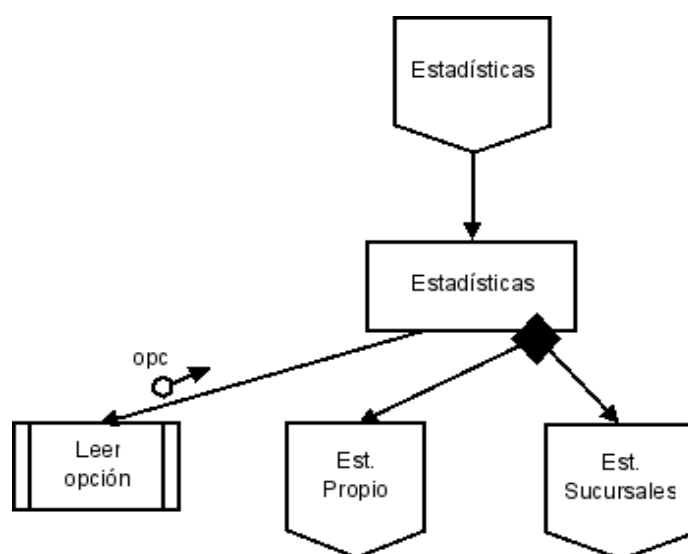 Estadísticas
Estadísticas
opc
Leer
opción
Est.
Propio
Est.
Sucursales